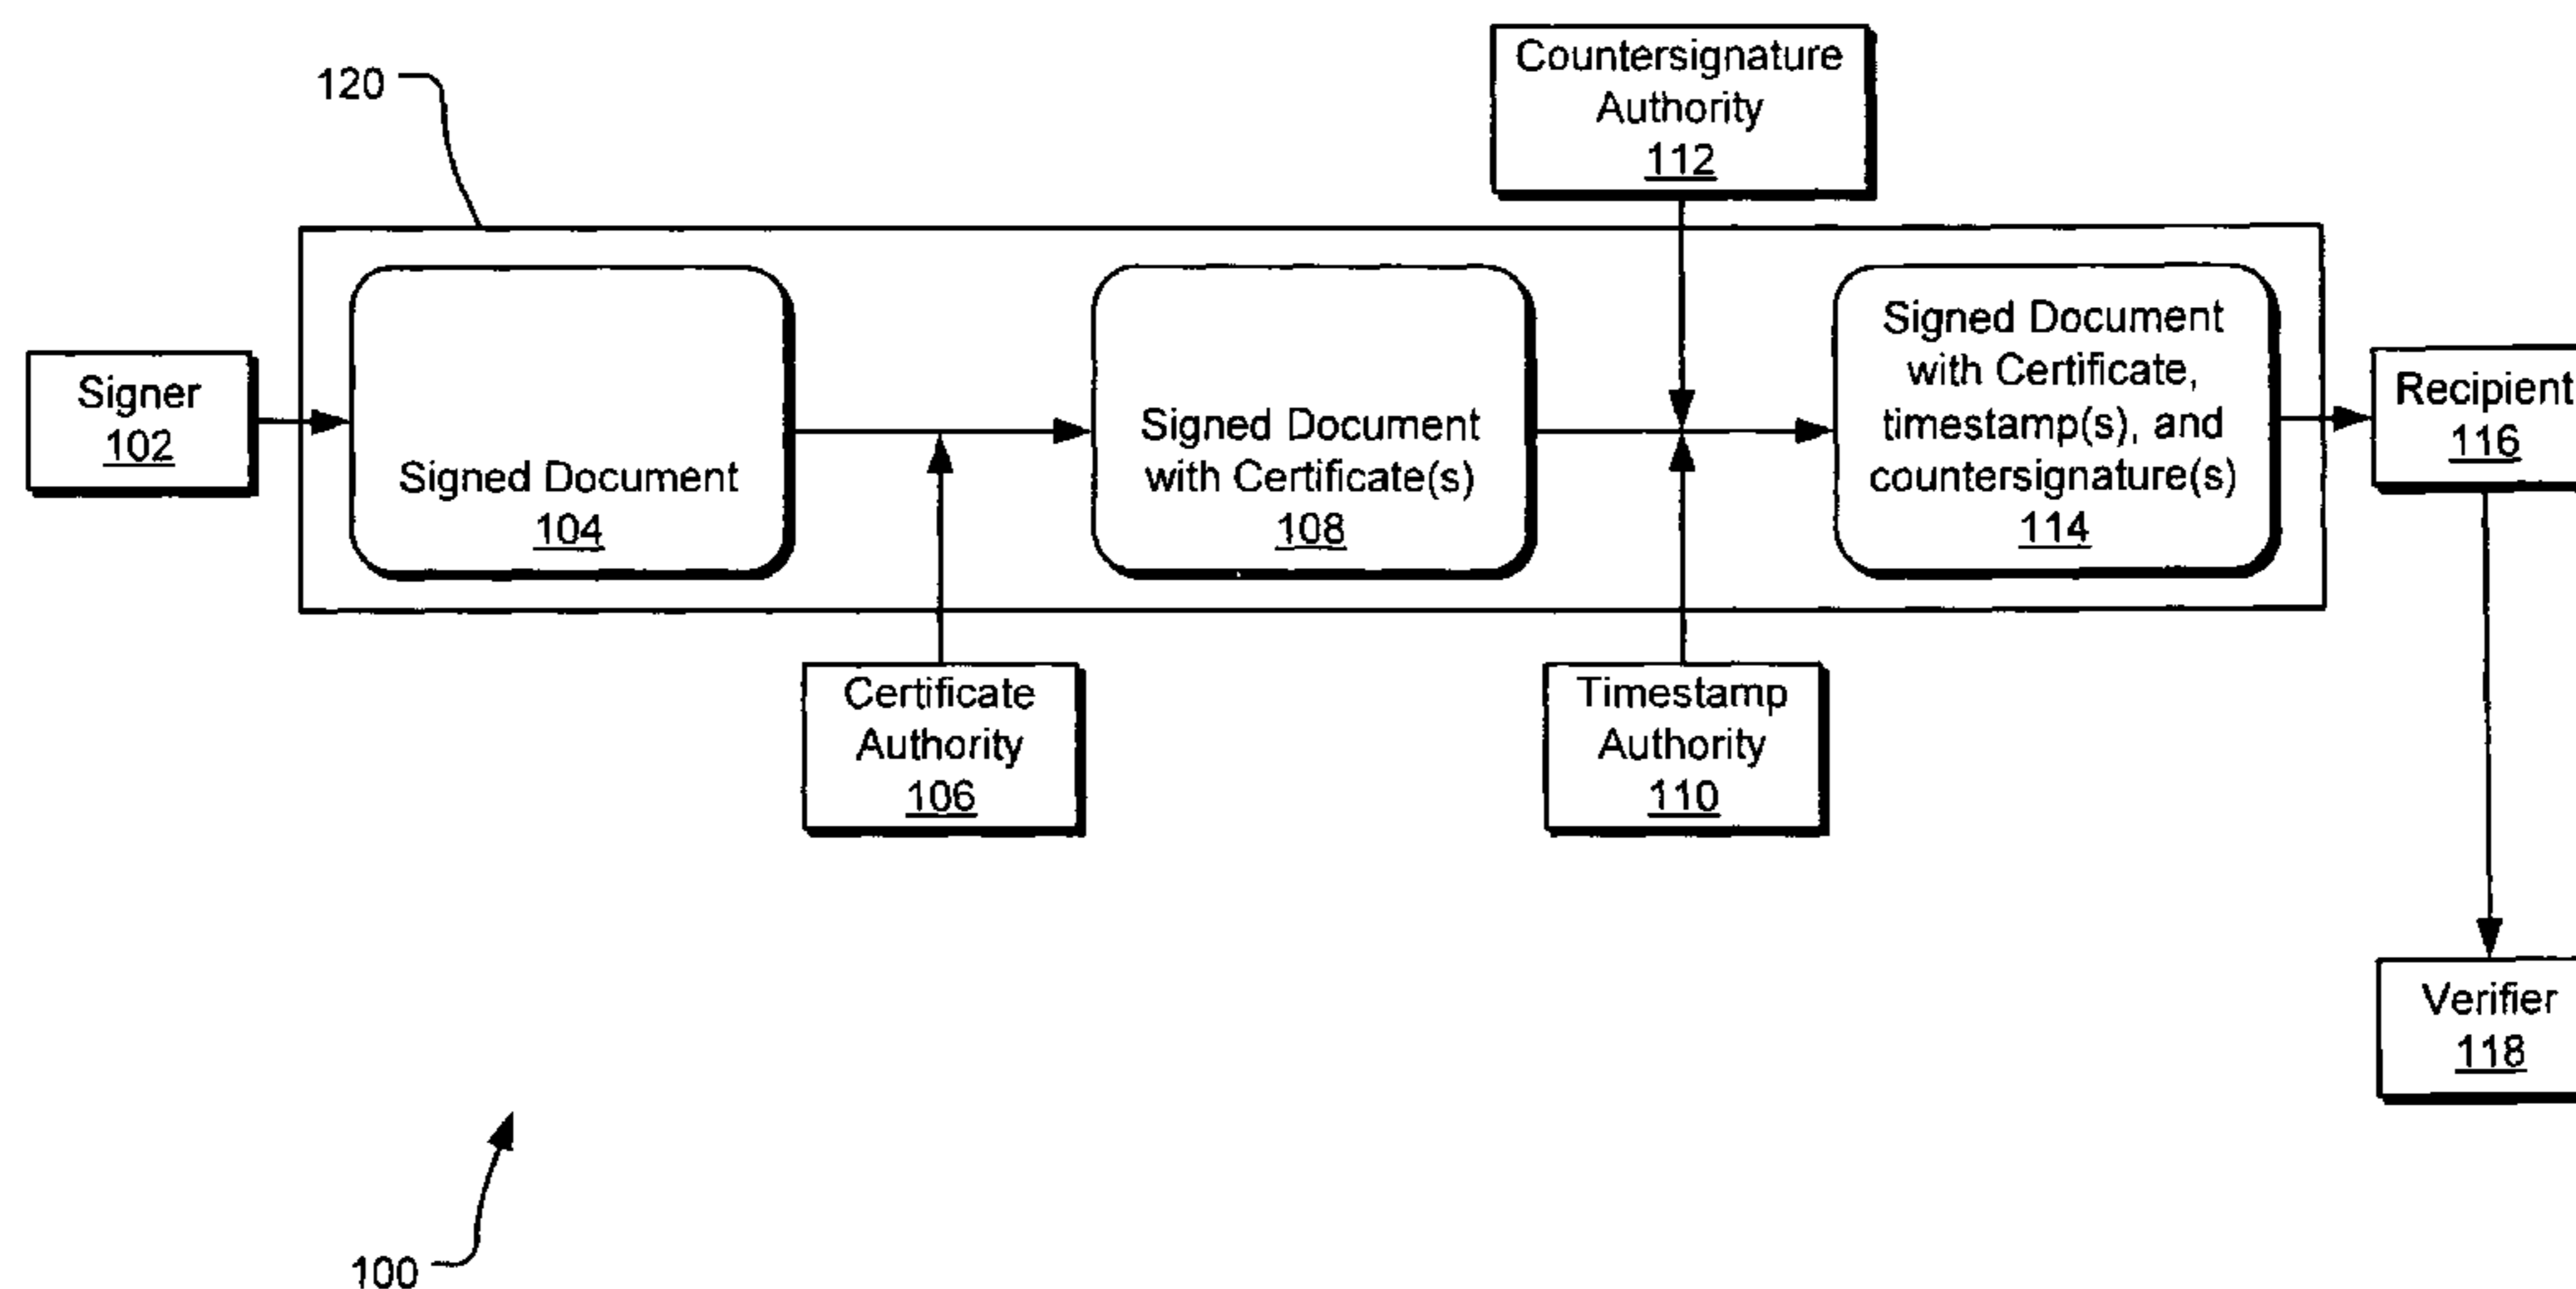 120
Countersignature
Authority
112
Signer
102
Signed Document
104
Signed Document
with Certificate(s)
108
Signed Document
with Certificate,
timestamp(s), and
countersignature(s)
114
Recipient
116
Certificate
Authority
106
Timestamp
Authority
110
Verifier
118
100